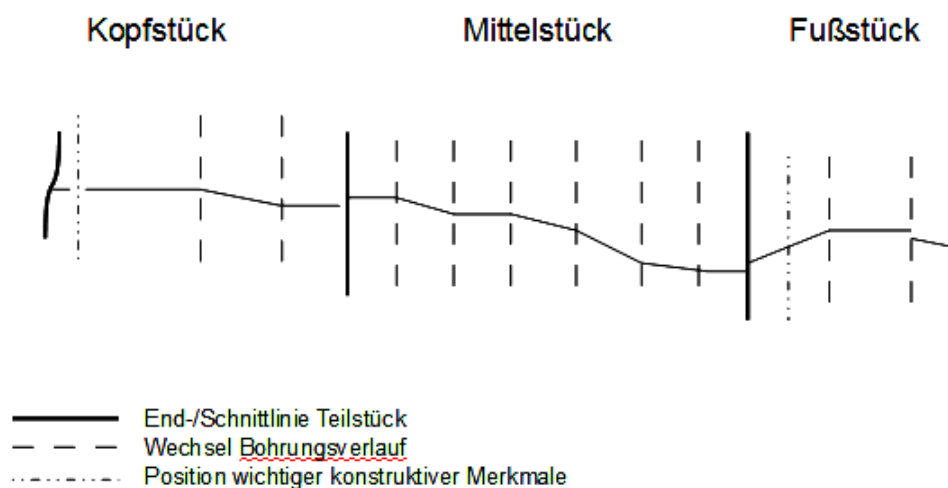 Kopfstück Mittelstück Fußstück
End-/Schnittlinie Teilstück
Wechsel Bohrungsverlauf
Position wichtiger konstruktiver Merkmale